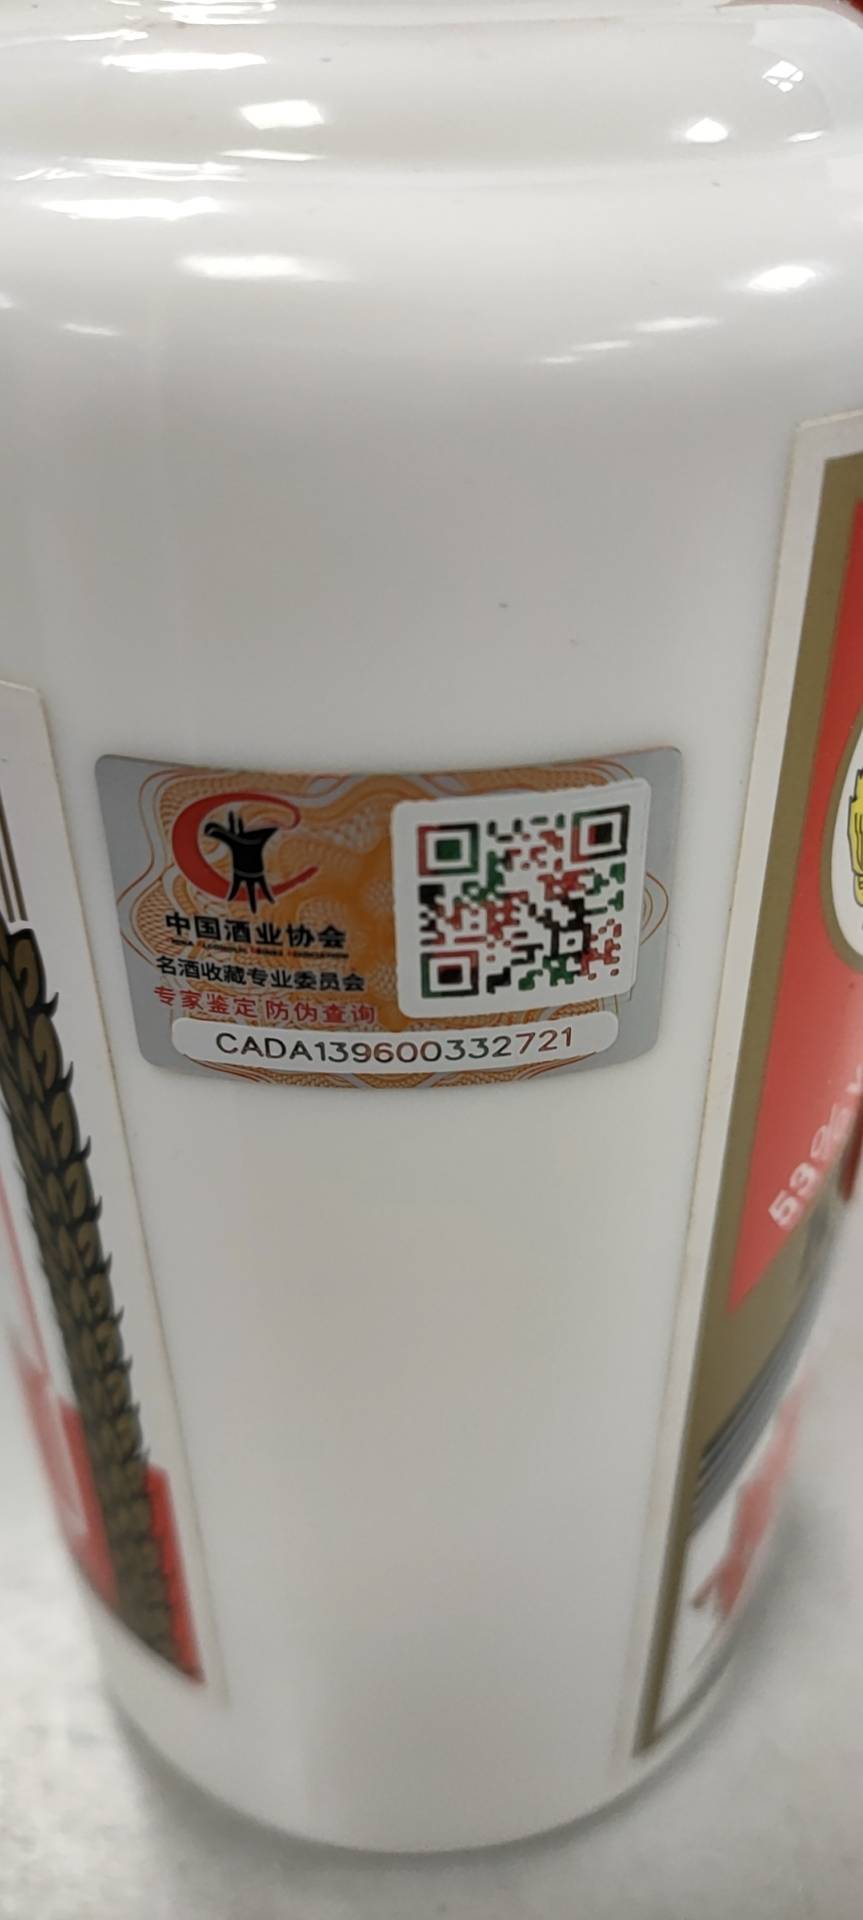 中国酒业协会
名酒收藏专业委员会
专家鉴定 防伪查询
CADA139600332721
53%